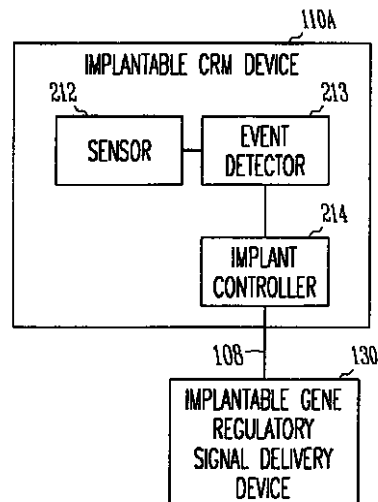 110A
IMPLANTABLE CRM DEVICE
212
SENSOR
213
EVENT
DETECTOR
214
IMPLANT
CONTROLLER
108
130
IMPLANTABLE GENE
REGULATORY
SIGNAL DELIVERY
DEVICE